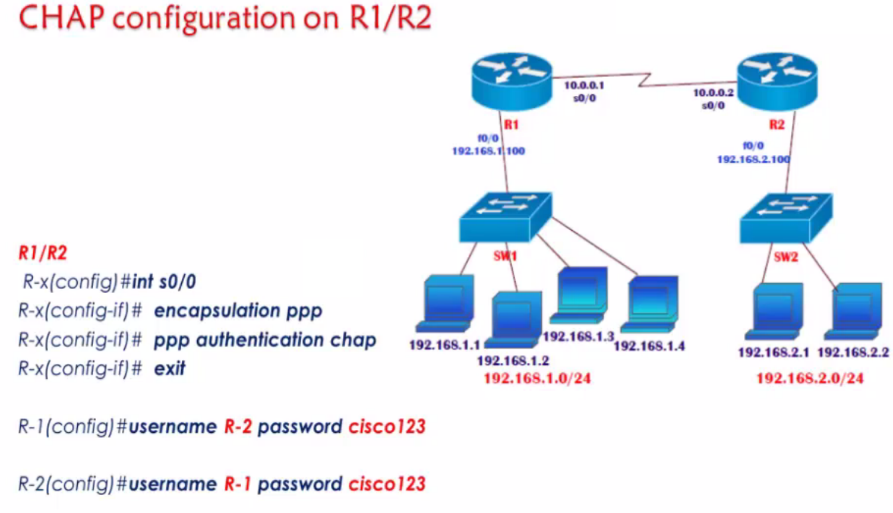 CHAP configuration on R1/R2
10.0.0.1
s0/0
10.0.0.2
s0/0
R1
R2
f0/0
192.168.1.100
f0/0
192.168.2.100
R1/R2
R-x(config)#int s0/0
R-x(config-if)# encapsulation ppp
R-x(config-if)# ppp authentication chap
R-x(config-if)# exit
R-1(config)#username R-2 password cisco123
R-2(config)#username R-1 password cisco123
SW1
SW2
192.168.1.1
192.168.1.2
192.168.1.3
192.168.1.4
192.168.2.1
192.168.2.2
192.168.1.0/24
192.168.2.0/24